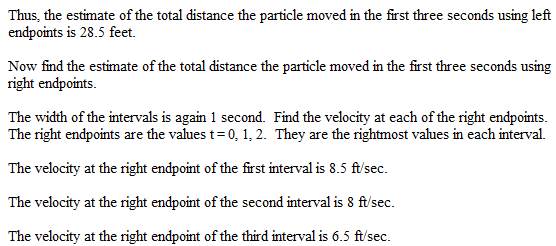 Thus, the estimate of the total distance the particle moved in the first three seconds using left
endpoints is 28.5 feet.
Now find the estimate of the total distance the particle moved in the first three seconds using
right endpoints.
The width of the intervals is again 1 second. Find the velocity at each of the right endpoints.
The right endpoints are the values t = 0, 1, 2. They are the rightmost values in each interval.
The velocity at the right endpoint of the first interval is 8.5 ft/sec.
The velocity at the right endpoint of the second interval is 8 ft/sec.
The velocity at the right endpoint of the third interval is 6.5 ft/sec.